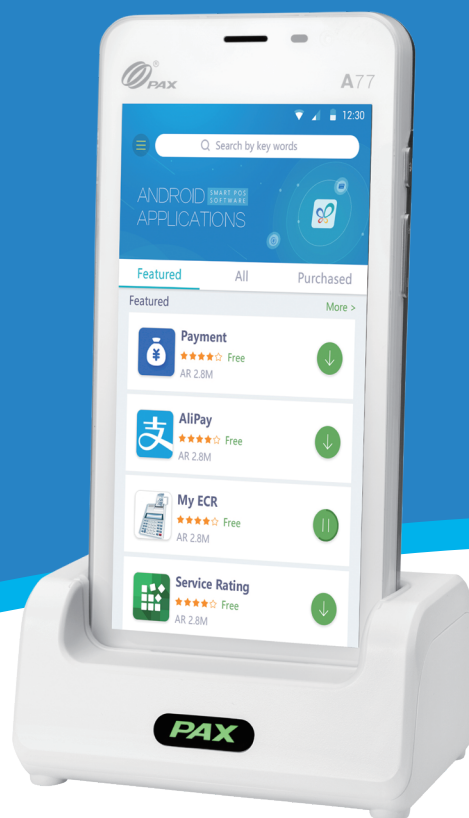 PAX®
A77
12:30
Search by key words
ANDROID SMART POS SOFTWARE
APPLICATIONS
Featured All Purchased
Featured More >
Payment
Free
AR 2.8M
支 AliPay
Free
AR 2.8M
My ECR
Free
AR 2.8M
Service Rating
Free
AR 2.8M
PAX